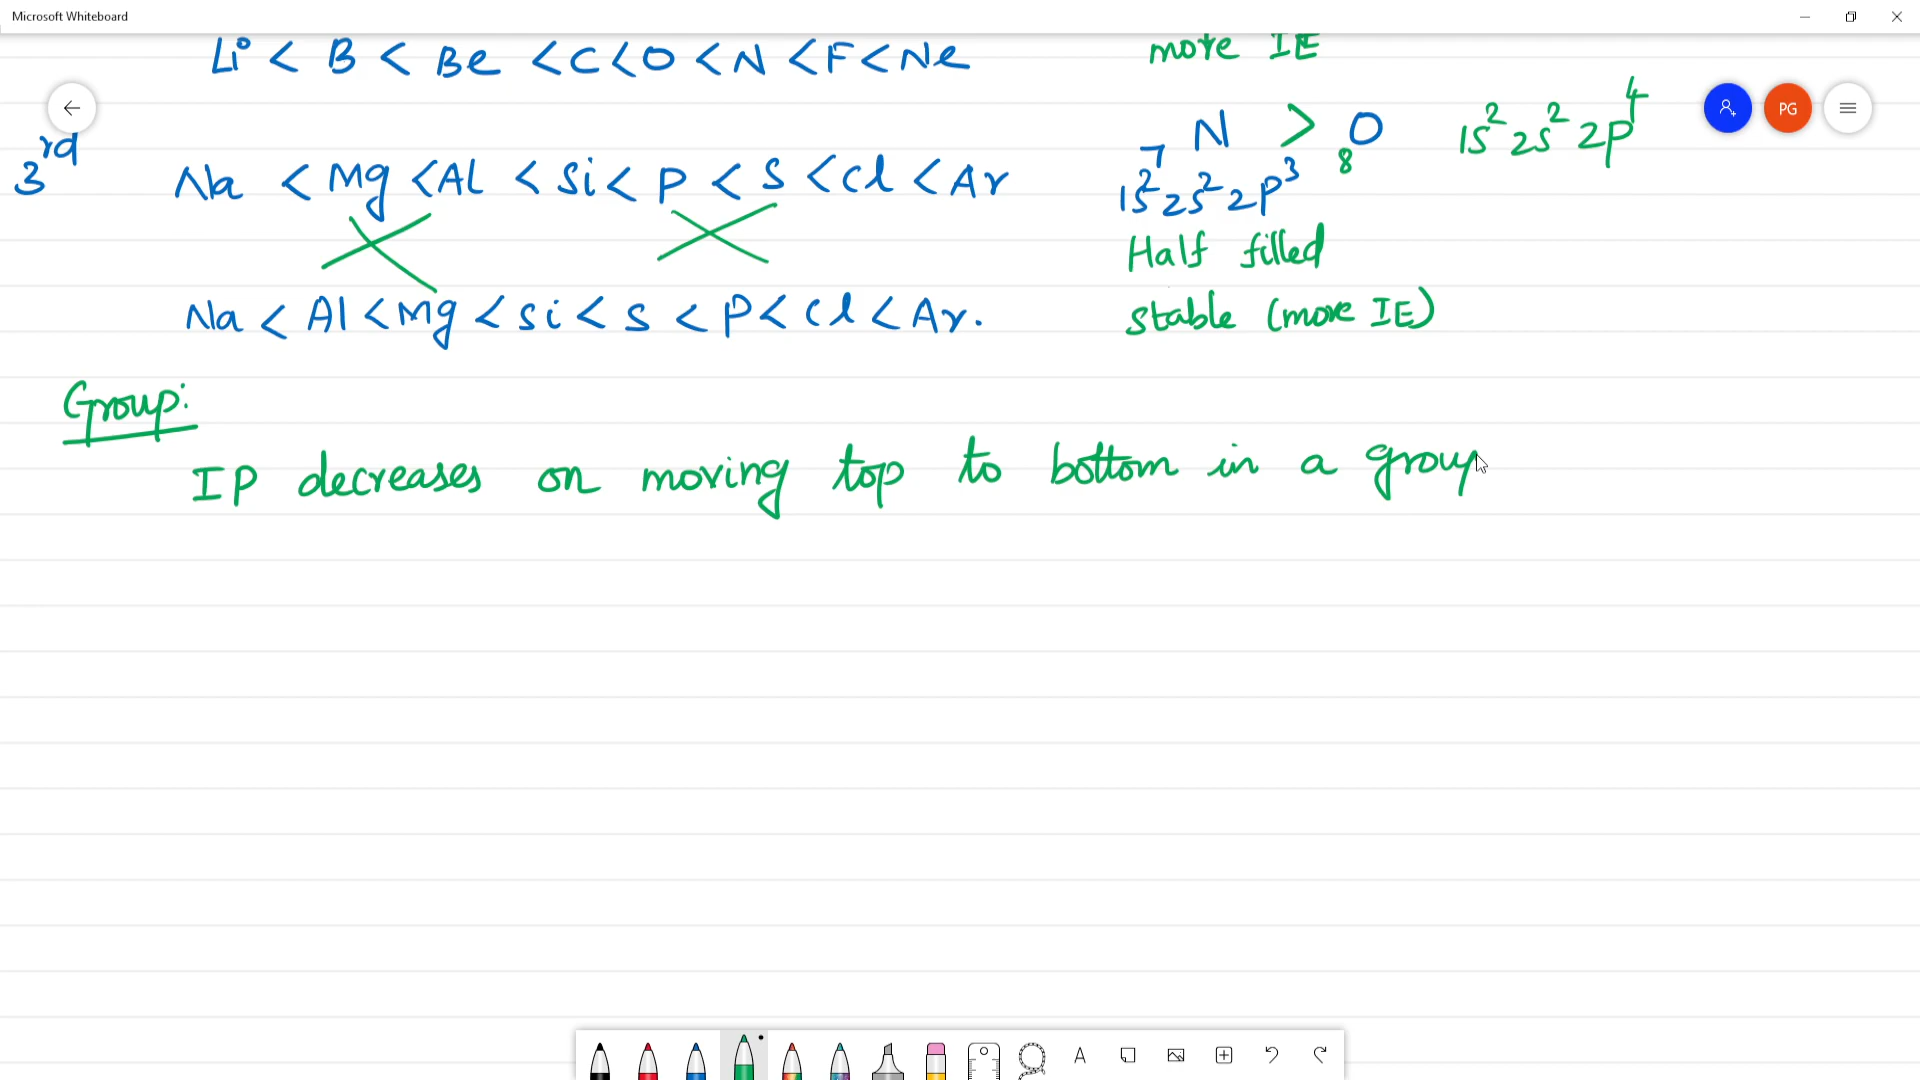 Microsoft Whiteboard
Li < B < Be < C < O < N < F < Ne
more IE
3rd
Na < Mg < Al < Si < P < S < Cl < Ar
7 N > 8 O 1s² 2s² 2p⁴
1s² 2s² 2p³
Half filled
Na < Al < Mg < Si < S < P < Cl < Ar.
stable (more IE)
Group:
IP decreases on moving top to bottom in a group
PG
A